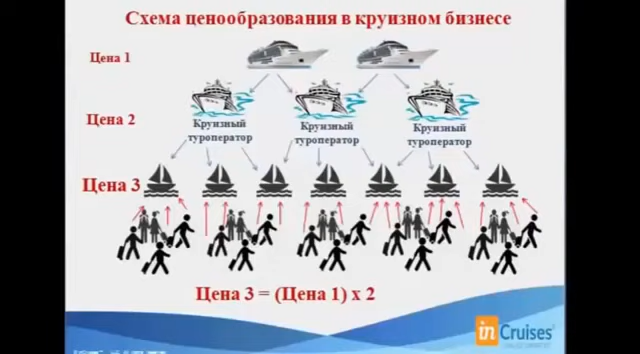 Схема ценообразования в круизном бизнесе
Цена 1
Цена 2
Круизный
туроператор
Круизный
туроператор
Круизный
туроператор
Цена 3
Цена 3 = (Цена 1) x 2
inCruises